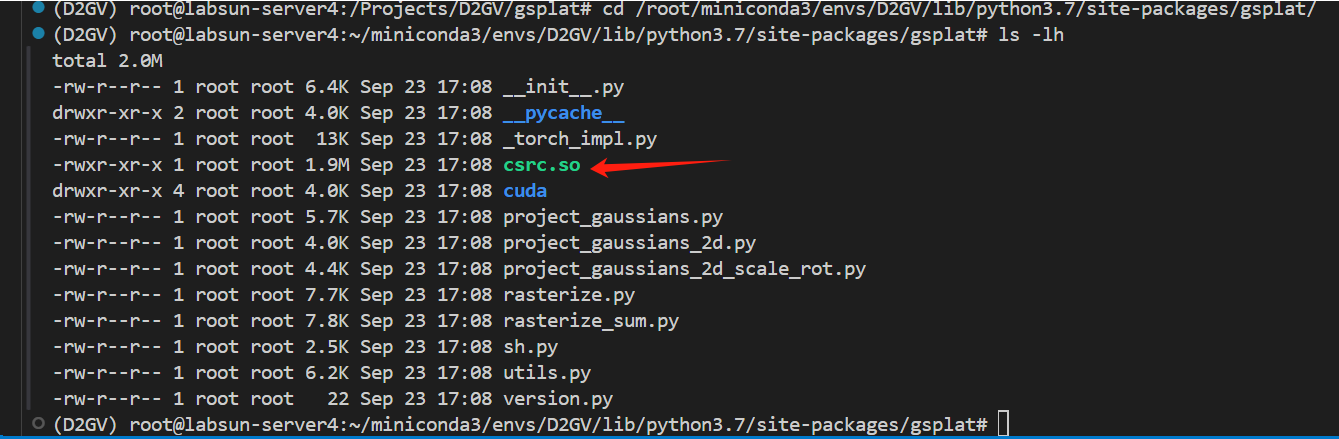 (D2GV) root@labsun-server4:/Projects/D2GV/gsplat# cd /root/miniconda3/envs/D2GV/lib/python3.7/site-packages/gsplat/
(D2GV) root@labsun-server4:~/miniconda3/envs/D2GV/lib/python3.7/site-packages/gsplat# ls -lh
total 2.0M
-rw-r--r-- 1 root root 6.4K Sep 23 17:08 __init__.py
drwxr-xr-x 2 root root 4.0K Sep 23 17:08 __pycache__
-rw-r--r-- 1 root root  13K Sep 23 17:08 _torch_impl.py
-rwxr-xr-x 1 root root 1.9M Sep 23 17:08 csrc.so
drwxr-xr-x 4 root root 4.0K Sep 23 17:08 cuda
-rw-r--r-- 1 root root 5.7K Sep 23 17:08 project_gaussians.py
-rw-r--r-- 1 root root 4.0K Sep 23 17:08 project_gaussians_2d.py
-rw-r--r-- 1 root root 4.4K Sep 23 17:08 project_gaussians_2d_scale_rot.py
-rw-r--r-- 1 root root 7.7K Sep 23 17:08 rasterize.py
-rw-r--r-- 1 root root 7.8K Sep 23 17:08 rasterize_sum.py
-rw-r--r-- 1 root root 2.5K Sep 23 17:08 sh.py
-rw-r--r-- 1 root root 6.2K Sep 23 17:08 utils.py
-rw-r--r-- 1 root root   22 Sep 23 17:08 version.py
(D2GV) root@labsun-server4:~/miniconda3/envs/D2GV/lib/python3.7/site-packages/gsplat#